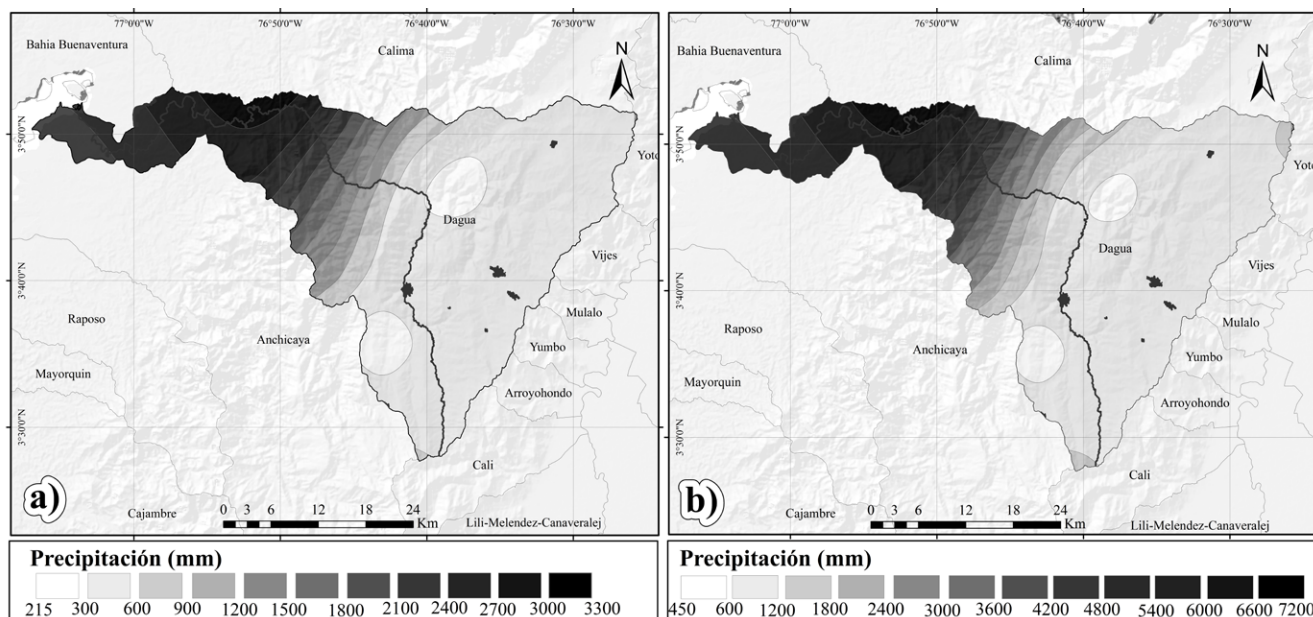 77°0'0"O 76°50'0"O 76°40'0"O 76°30'0"O
Bahia Buenaventura
Calima
N
3°50'0"N
Yoto
Dagua
Vijes
3°40'0"N
Raposo
Anchicaya
Mulalo
Yumbo
Mayorquin
Arroyohondo
3°30'0"N
Cali
a)
Cajambre
0 3 6 12 18 24
Km
Lili-Melendez-Canaveralej
Precipitación (mm)
215 300 600 900 1200 1500 1800 2100 2400 2700 3000 3300
77°0'0"O 76°50'0"O 76°40'0"O 76°30'0"O
Bahia Buenaventura
Calima
N
3°50'0"N
Yoto
Dagua
Vijes
3°40'0"N
Raposo
Anchicaya
Mulalo
Yumbo
Mayorquin
Arroyohondo
3°30'0"N
Cali
b)
Cajambre
0 3 6 12 18 24
Km
Lili-Melendez-Canaveralej
Precipitación (mm)
450 600 1200 1800 2400 3000 3600 4200 4800 5400 6000 6600 7200